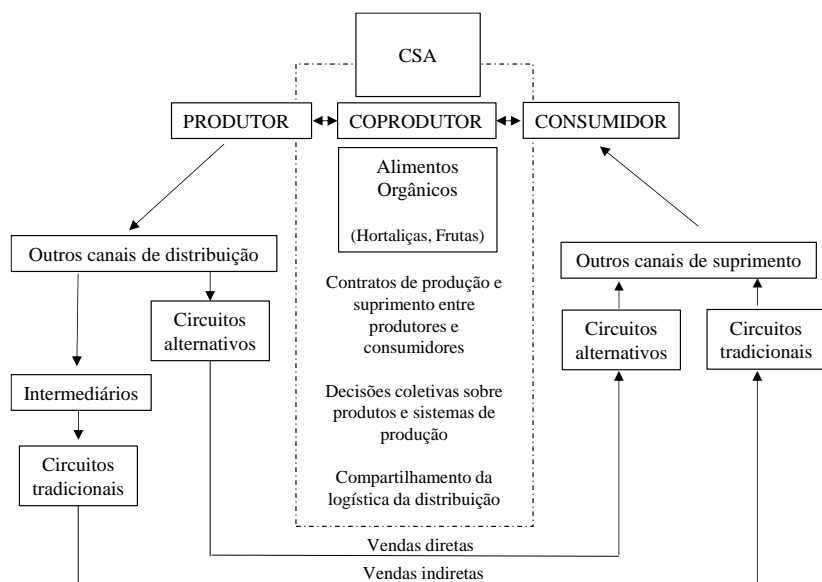 CSA
PRODUTOR
COPRODUTOR
CONSUMIDOR
Alimentos
Orgânicos
(Hortaliças, Frutas)
Outros canais de distribuição
Outros canais de suprimento
Contratos de produção e
suprimento entre
produtores e
consumidores
Circuitos
alternativos
Circuitos
alternativos
Circuitos
tradicionais
Intermediários
Decisões coletivas sobre
produtos e sistemas de
produção
Circuitos
tradicionais
Compartilhamento da
logística da distribuição
Vendas diretas
Vendas indiretas